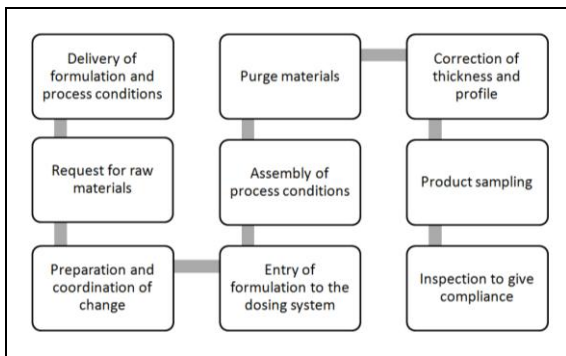 Delivery of
formulation and
process conditions
Request for raw
materials
Preparation and
coordination of
change
Entry of
formulation to the
dosing system
Assembly of
process conditions
Purge materials
Correction of
thickness and
profile
Product sampling
Inspection to give
compliance